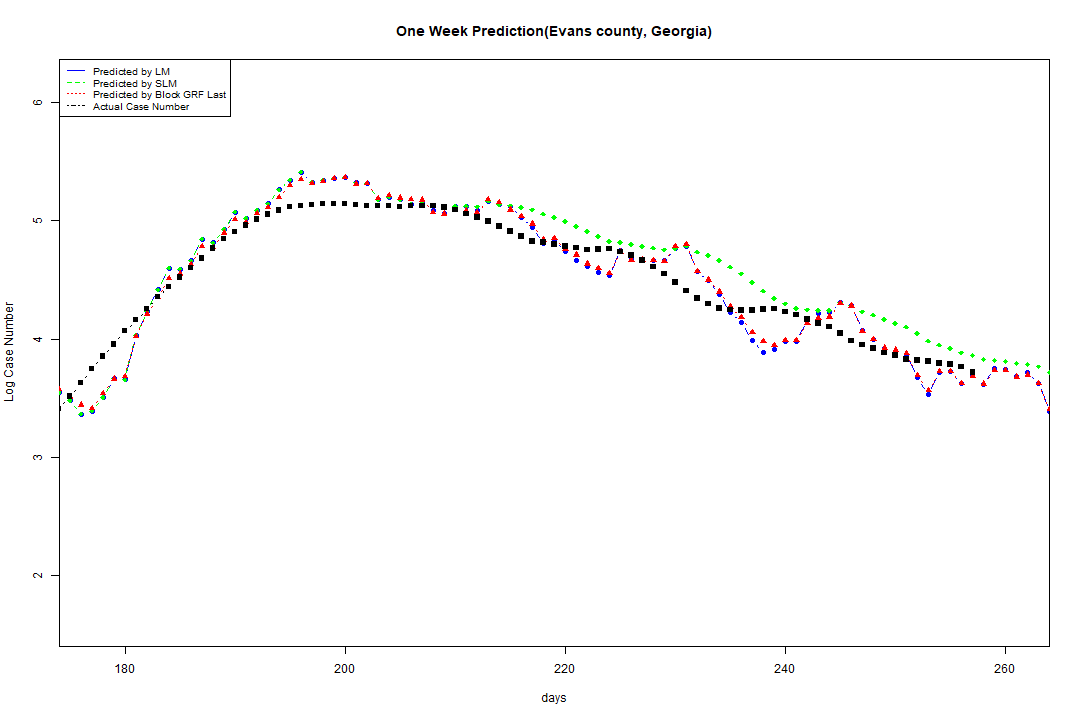 One Week Prediction(Evans county, Georgia)
Predicted by LM
Predicted by SLM
Predicted by Block GRF Last
Actual Case Number
6
5
4
3
2
Log Case Number
180 200 220 240 260
days